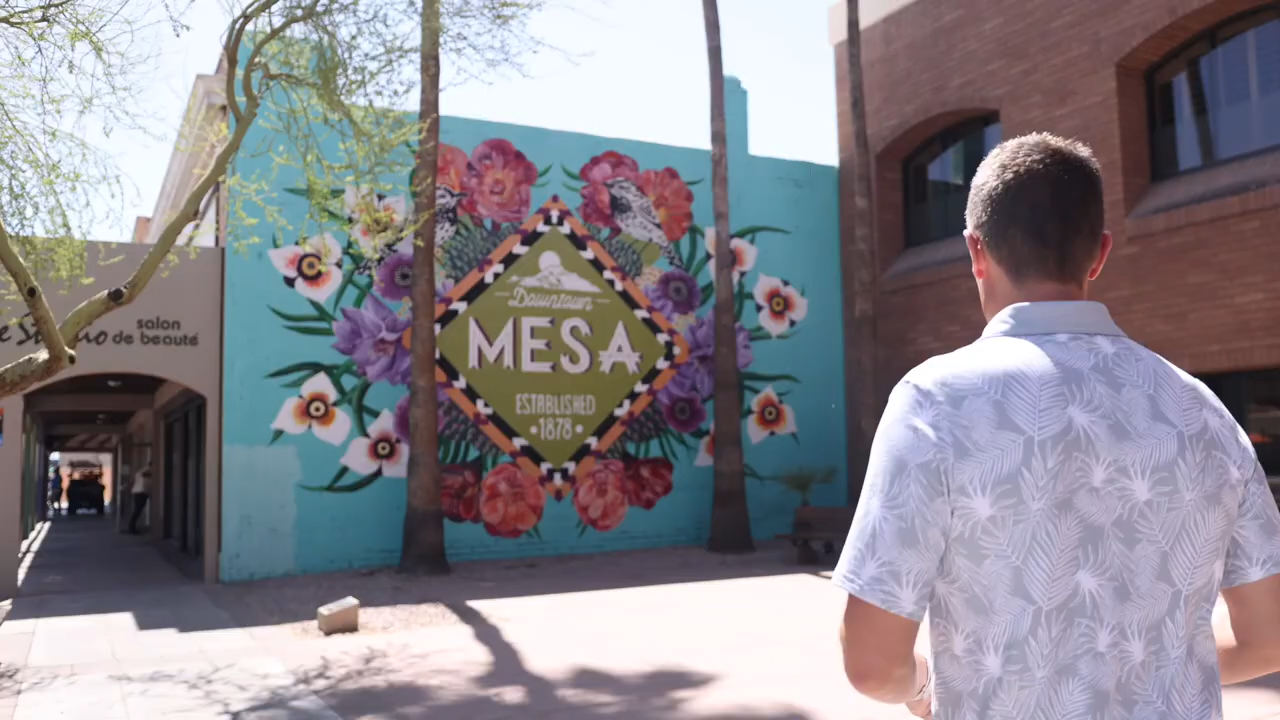 salon
de beauté
Downtown
MESA
ESTABLISHED
•1878•